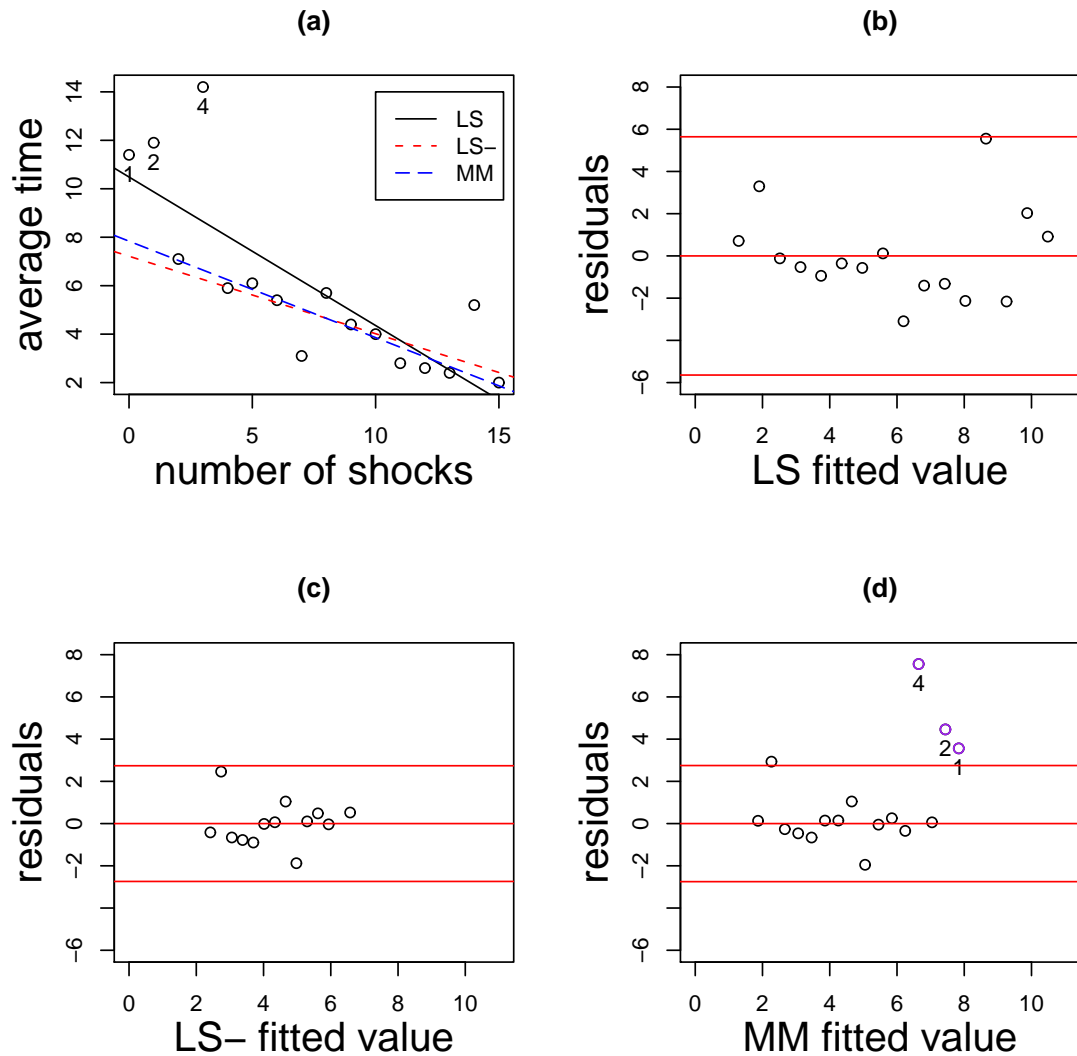 (a)
14
12
10
8
6
4
2
0 5 10 15
average time
number of shocks
1
2
4
LS
LS−
MM
(b)
8
6
4
2
0
−2
−6
0 2 4 6 8 10
residuals
LS fitted value
(c)
8
6
4
2
0
−2
−6
0 2 4 6 8 10
residuals
LS− fitted value
(d)
8
6
4
2
0
−2
−6
0 2 4 6 8 10
residuals
MM fitted value
4
2
1